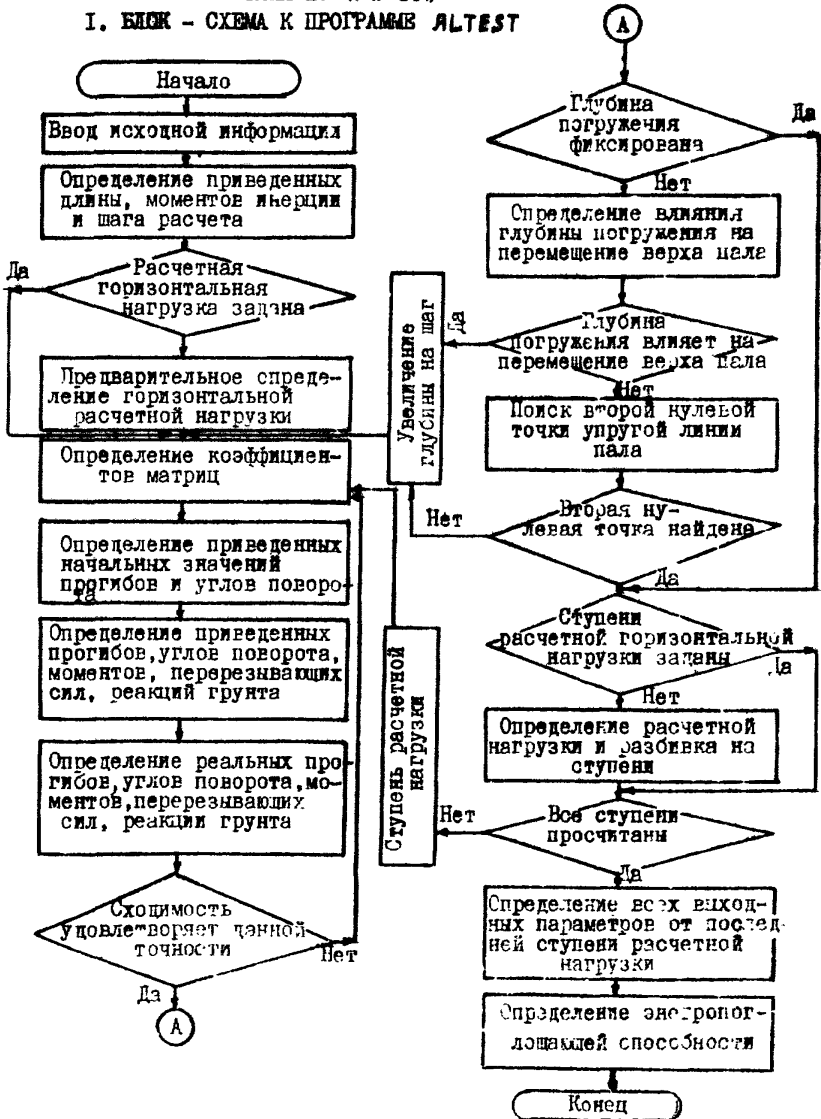 I. БЛОК - СХЕМА К ПРОГРАММЕ ALTEST
Начало
Ввод исходной информации
Определение приведенных
длины, моментов инерции
и шага расчета
Да
Расчетная
горизонтальная
нагрузка задана
Предварительное определе-
ление горизонтальной
расчетной нагрузки
Определение коэффициен-
тов матриц
Определение приведенных
начальных значений
прогибов и углов поворо-
та
Определение приведенных
прогибов, углов поворота,
моментов, перерезывающих
сил, реакций грунта
Определение реальных про-
гибов, углов поворота, мо-
ментов, перерезывающих
сил, реакции грунта
Сходимость
удовлетворяет данной
точности
Нет
Да
А
А
Глубина
погружения
фиксирована
Да
Нет
Определение влияния
глубины погружения на
перемещение верха пала
Глубина
погружения влияет на
перемещение верха пала
Да
Увеличение
глубины на шаг
Нет
Поиск второй нулевой
точки упругой линии
пала
Вторая ну-
левая точка найдена
Нет
Да
Ступени
расчетной горизонтальной
нагрузки заданы
Да
Нет
Определение расчетной
нагрузки и разбивка на
ступени
Все ступени
просчитаны
Нет
Ступень расчетной
нагрузки
Да
Определение всех выход-
ных параметров от послед-
ней ступени расчетной
нагрузки
Определение энергопог-
лощающей способности
Конец